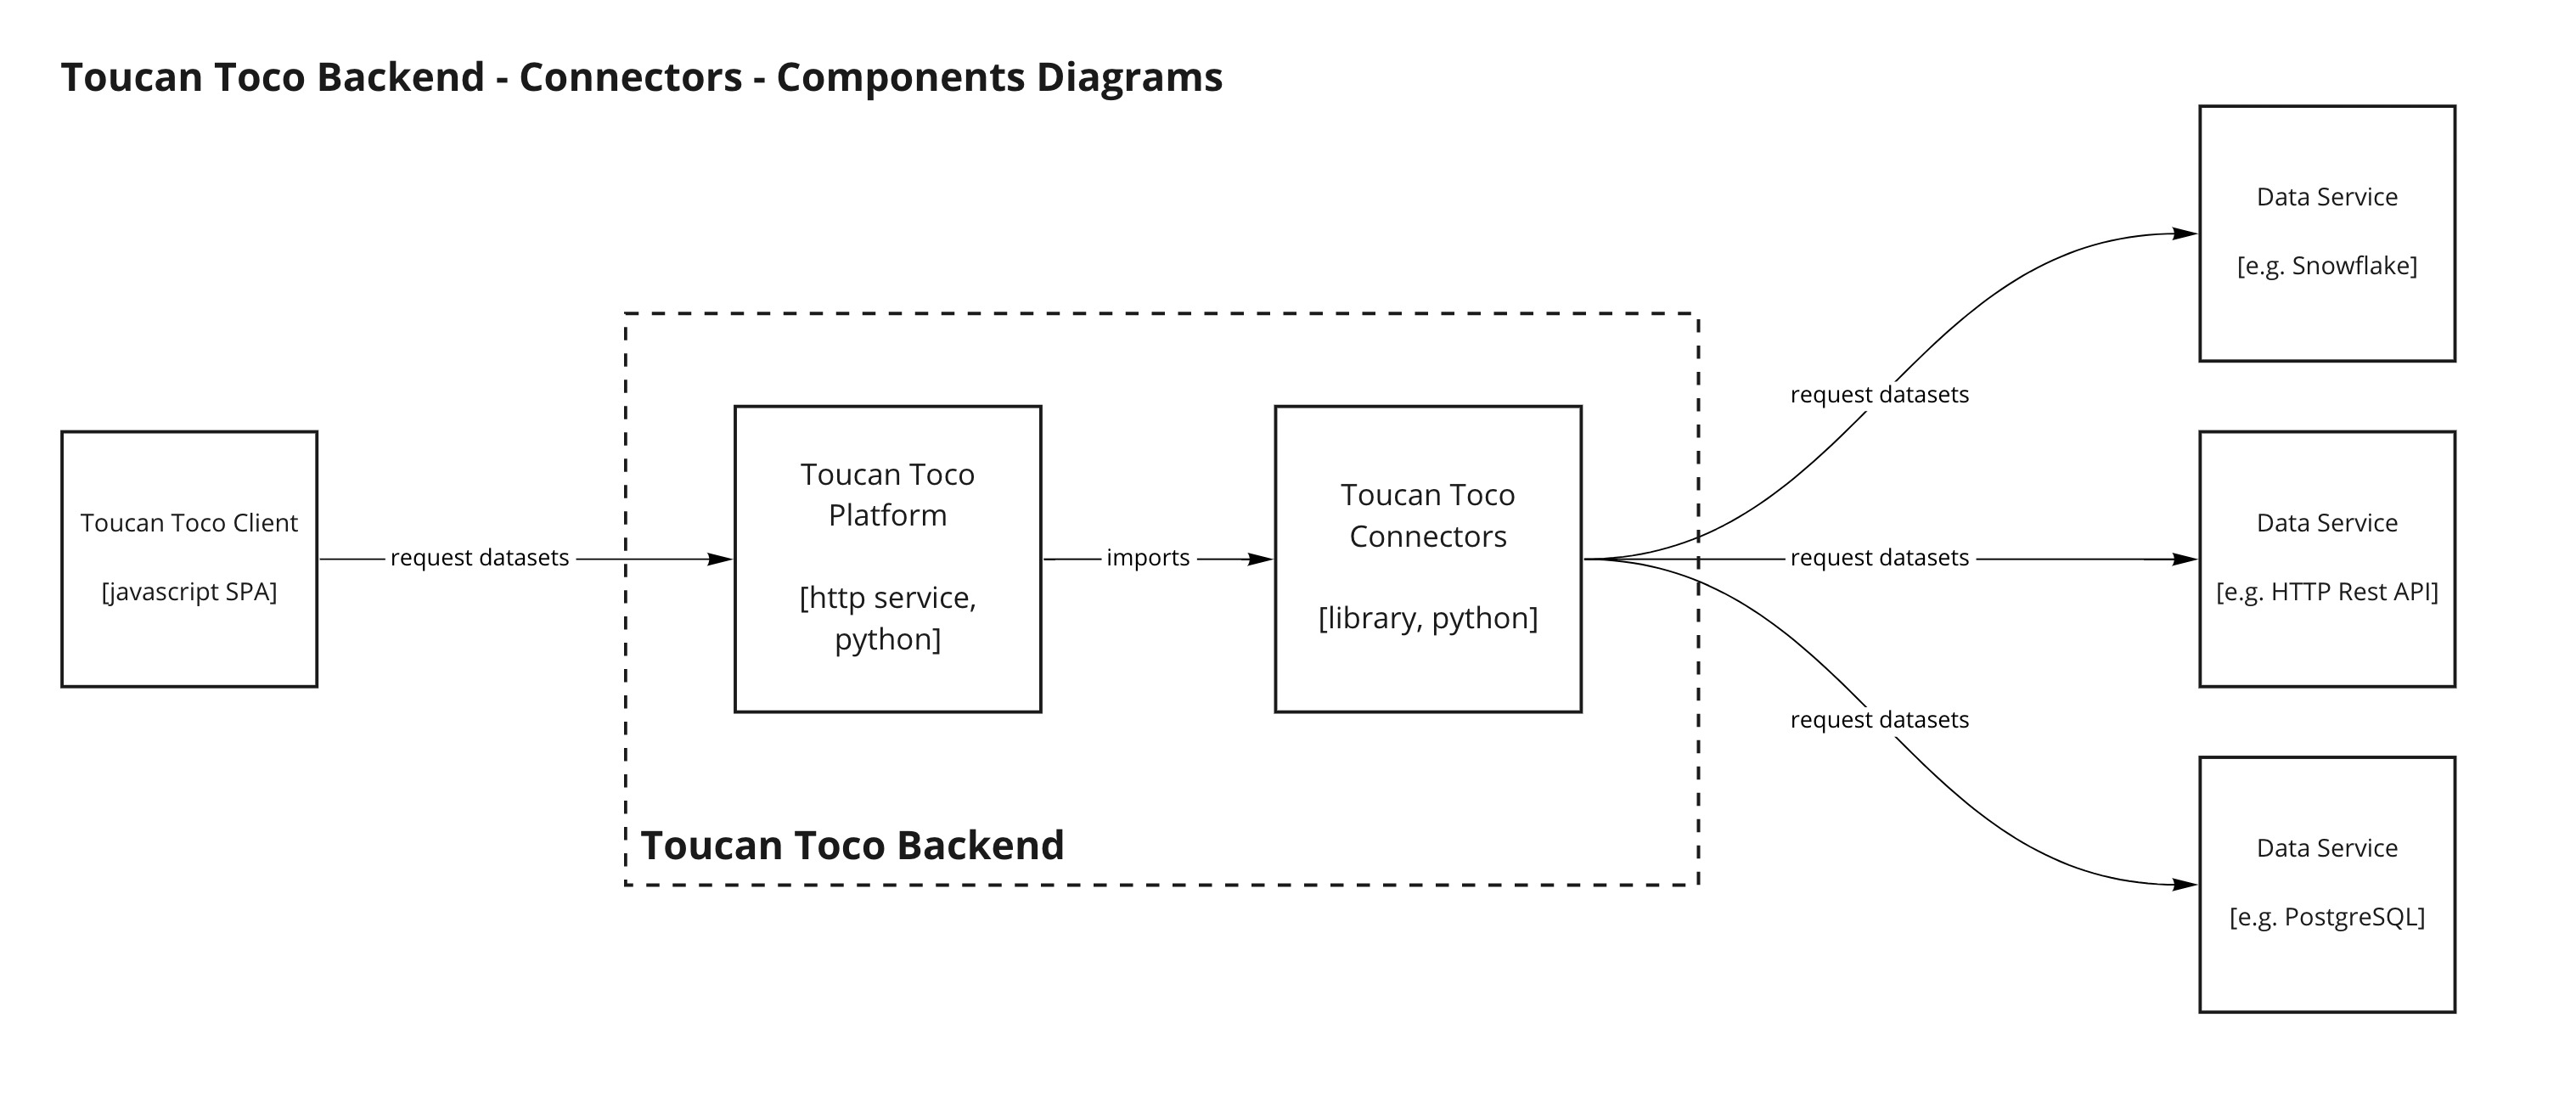 Toucan Toco Backend - Connectors - Components Diagrams
Toucan Toco Client
[javascript SPA]
request datasets
Toucan Toco
Platform
[http service,
python]
imports
Toucan Toco
Connectors
[library, python]
Toucan Toco Backend
request datasets
Data Service
[e.g. Snowflake]
request datasets
Data Service
[e.g. HTTP Rest API]
request datasets
Data Service
[e.g. PostgreSQL]